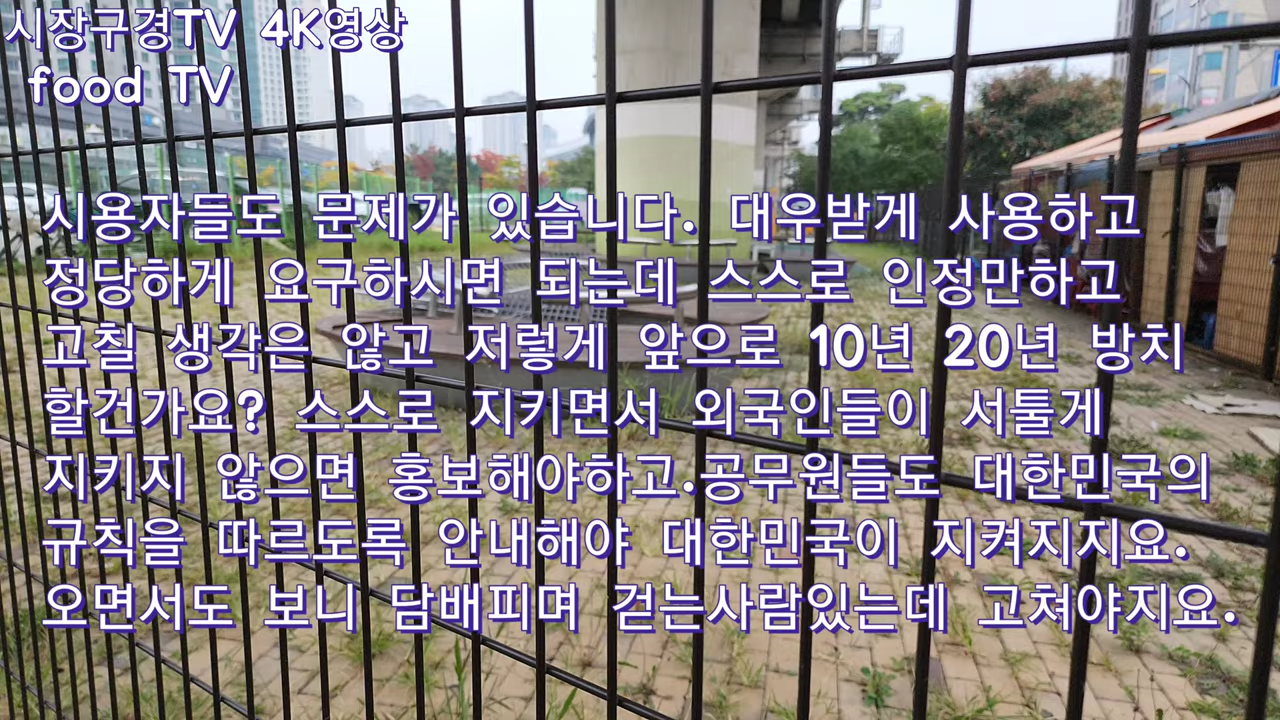 시장구경TV 4K영상
food TV
시용자들도 문제가 있습니다. 대우받게 사용하고
정당하게 요구하시면 되는데 스스로 인정만하고
고칠 생각은 않고 저렇게 앞으로 10년 20년 방치
할건가요? 스스로 지키면서 외국인들이 서툴게
지키지 않으면 홍보해야하고.공무원들도 대한민국의
규칙을 따르도록 안내해야 대한민국이 지켜지지요.
오면서도 보니 담배피며 걷는사람있는데 고쳐야지요.